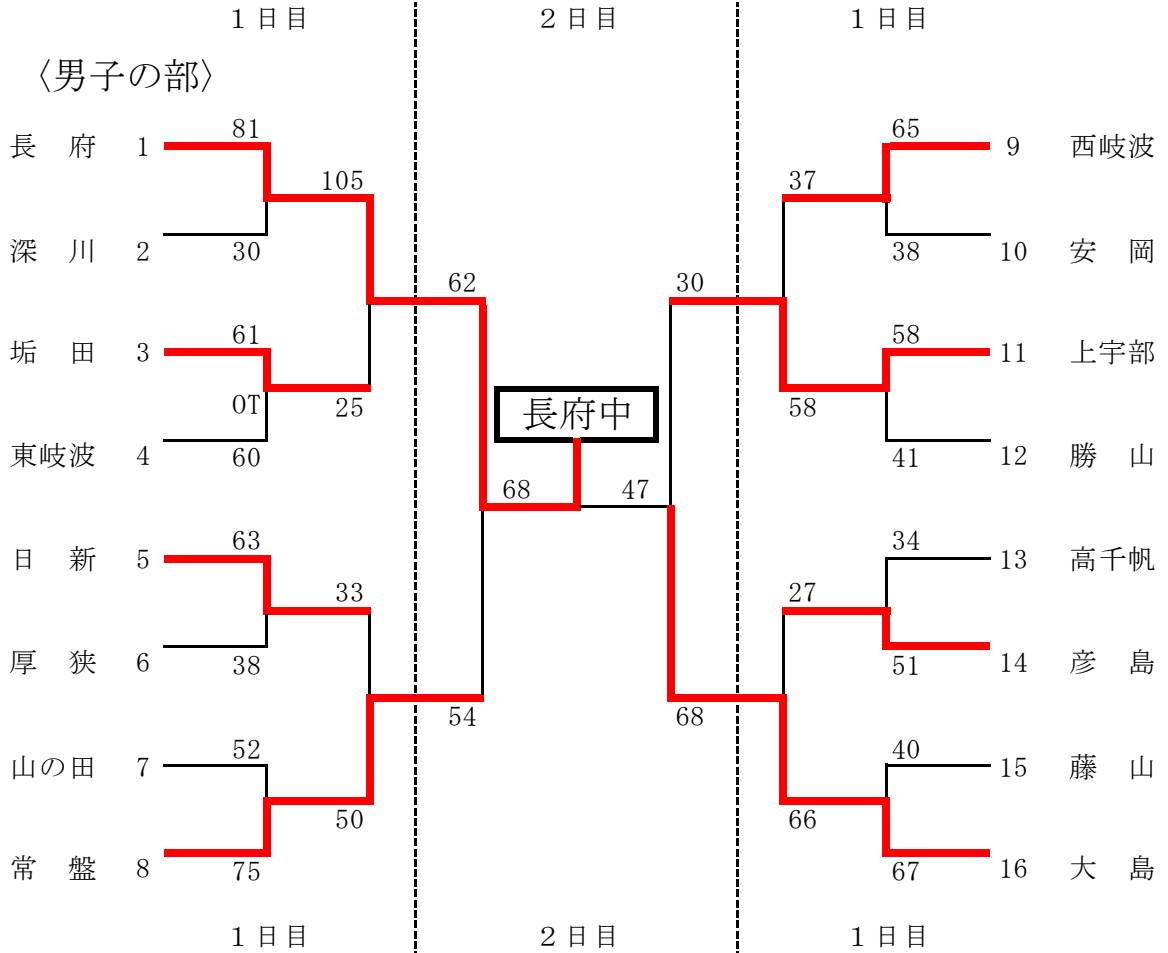 １日目 ２日目 １日目
〈男子の部〉
長 府 1 81 65 9 西岐波
105 37
深 川 2 30 38 10 安 岡
62 30
垢 田 3 61 58 11 上宇部
OT 25 長府中 58
東岐波 4 60 41 12 勝 山
68 47
日 新 5 63 34 13 高千帆
33 27
厚 狭 6 38 51 14 彦 島
54 68
山の田 7 52 40 15 藤 山
50 66
常 盤 8 75 67 16 大 島
１日目 ２日目 １日目